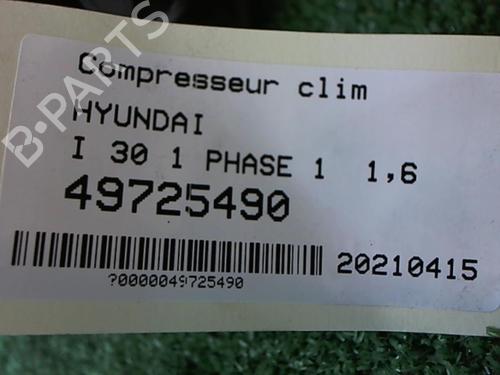 B-PARTS
Compresseur clim
HYUNDAI
I 30 1 PHASE 1 1,6
49725490
20210415
?0000049725490